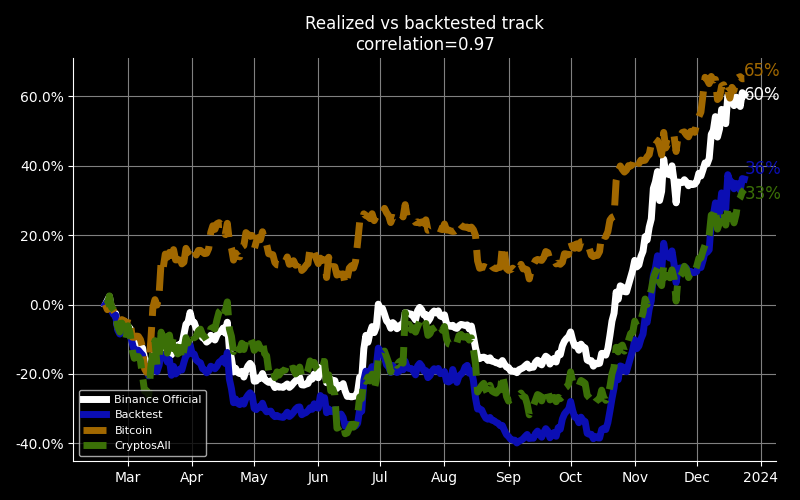 Realized vs backtested track
correlation=0.97
65%
60%
33%
60.0%
40.0%
20.0%
0.0%
-20.0%
-40.0%
Binance Official
Backtest
Bitcoin
CryptosAll
Mar Apr May Jun Jul Aug Sep Oct Nov Dec 2024